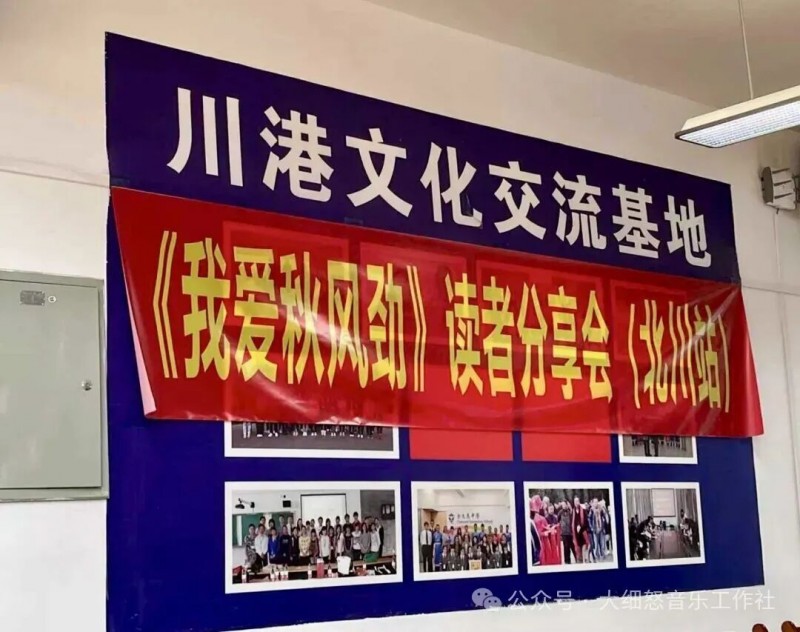 川港文化交流基地
《我爱秋风劲》读者分享会（北川站）
公众号·大细怒音乐工作社